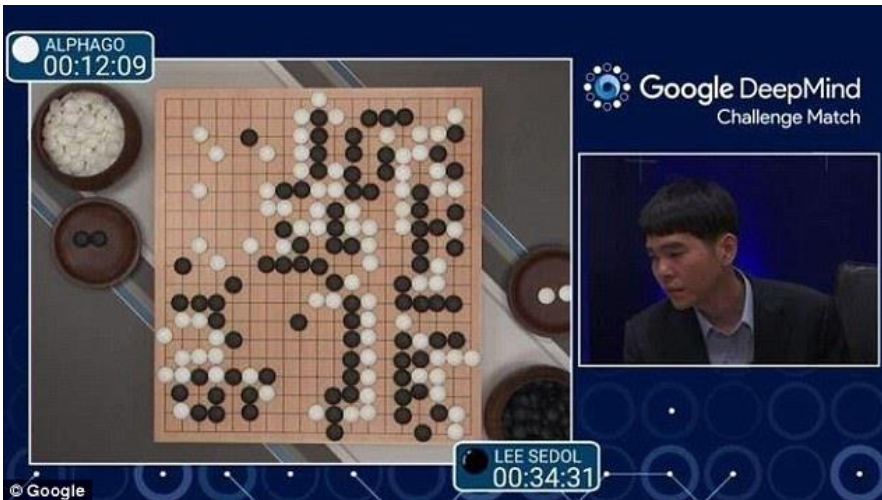 ALPHAGO
00:12:09
Google DeepMind
Challenge Match
LEE SEDOL
00:34:31
© Google